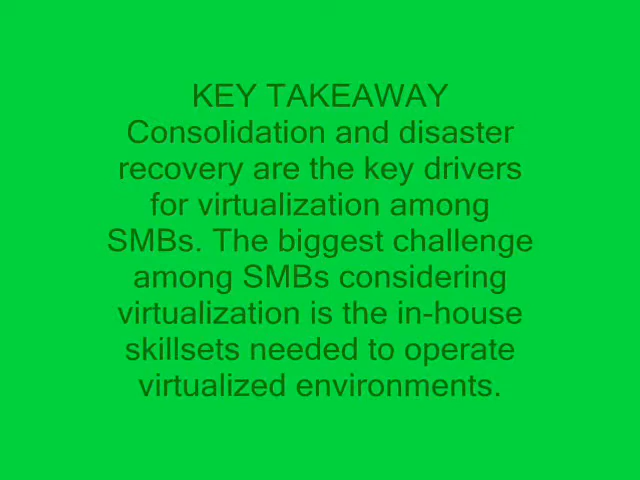 KEY TAKEAWAY
Consolidation and disaster
recovery are the key drivers
for virtualization among
SMBs. The biggest challenge
among SMBs considering
virtualization is the in-house
skillsets needed to operate
virtualized environments.